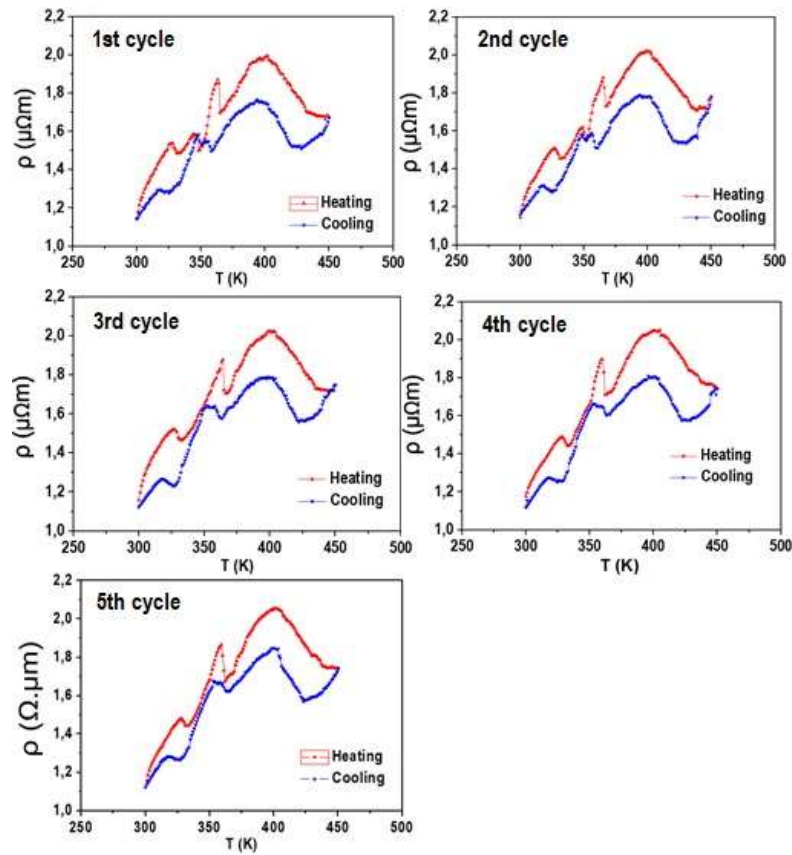 1st cycle
2,2
2,0
1,8
1,6
1,4
1,2
1,0
ρ (μΩm)
Heating
Cooling
250 300 350 400 450 500
T (K)
2nd cycle
2,2
2,0
1,8
1,6
1,4
1,2
1,0
ρ (μΩm)
Heating
Cooling
250 300 350 400 450 500
T (K)
3rd cycle
2,2
2,0
1,8
1,6
1,4
1,2
1,0
ρ (μΩm)
Heating
Cooling
250 300 350 400 450 500
T (K)
4th cycle
2,2
2,0
1,8
1,6
1,4
1,2
1,0
ρ (μΩm)
Heating
Cooling
250 300 350 400 450 500
T (K)
5th cycle
2,2
2,0
1,8
1,6
1,4
1,2
1,0
ρ (Ω·μm)
Heating
Cooling
250 300 350 400 450 500
T (K)